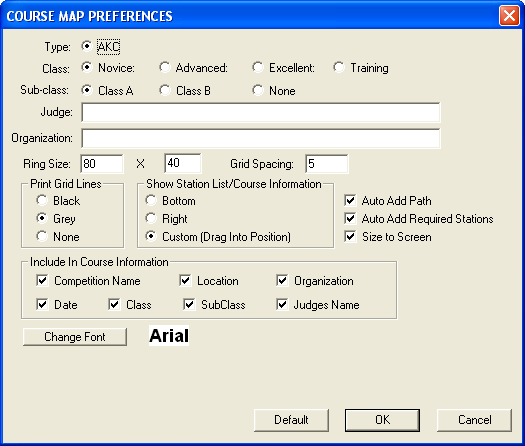 COURSE MAP PREFERENCES
Type: AKC
Class: Novice: Advanced: Excellent: Training
Sub-class: Class A Class B None
Judge:
Organization:
Ring Size: 80 X 40 Grid Spacing: 5
Print Grid Lines
Black
Grey
None
Show Station List/Course Information
Bottom
Right
Custom (Drag Into Position)
Auto Add Path
Auto Add Required Stations
Size to Screen
Include In Course Information
Competition Name Location Organization
Date Class SubClass Judges Name
Change Font Arial
Default OK Cancel